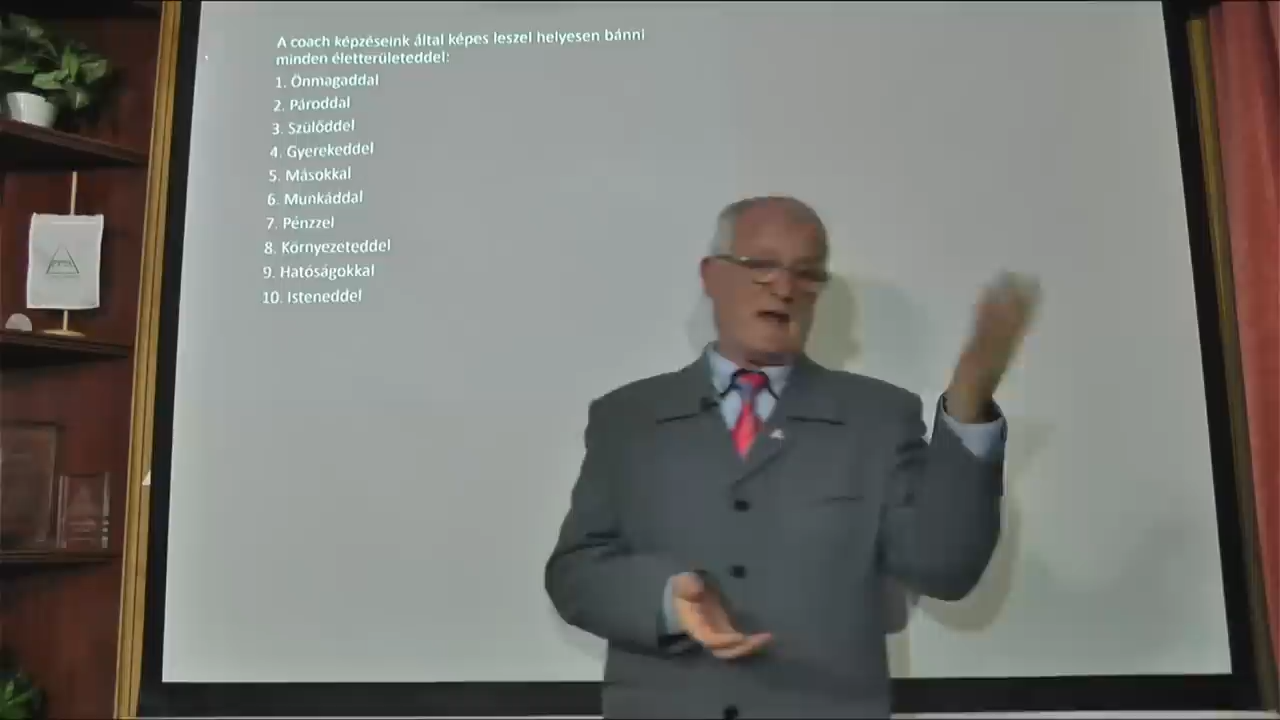 A coach képzéseink által képes leszel helyesen bánni
minden életterületeddel:
1. Önmagaddal
2. Pároddal
3. Szülőddel
4. Gyerekeddel
5. Másokkal
6. Munkáddal
7. Pénzzel
8. Környezeteddel
9. Hatóságokkal
10. Isteneddel